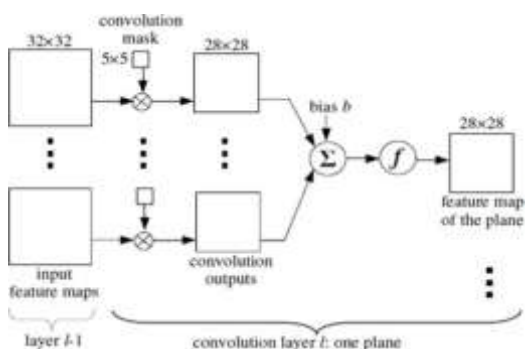 convolution
mask
32×32
5×5
28×28
bias b
Σ
f
28×28
feature map
of the plane
input
feature maps
convolution
outputs
layer l-1
convolution layer l: one plane